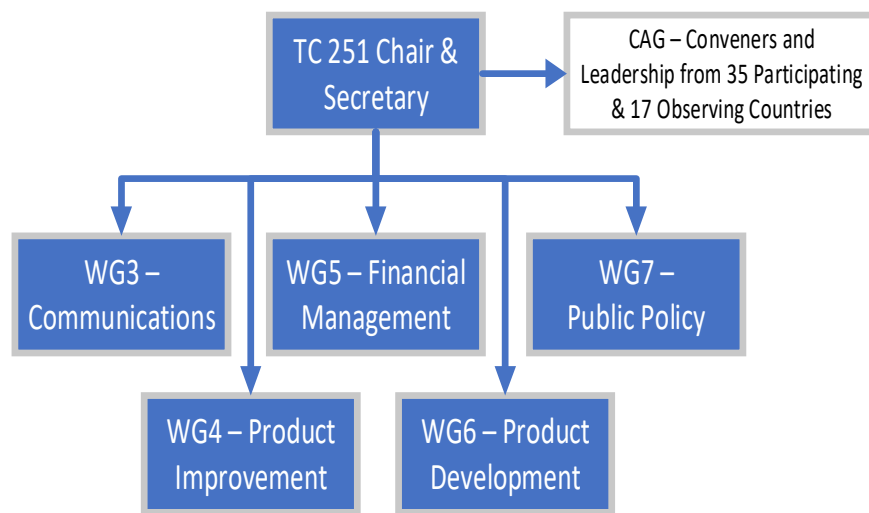 TC 251 Chair &
Secretary
CAG – Conveners and
Leadership from 35 Participating
& 17 Observing Countries
WG3 –
Communications
WG5 – Financial
Management
WG7 –
Public Policy
WG4 – Product
Improvement
WG6 – Product
Development